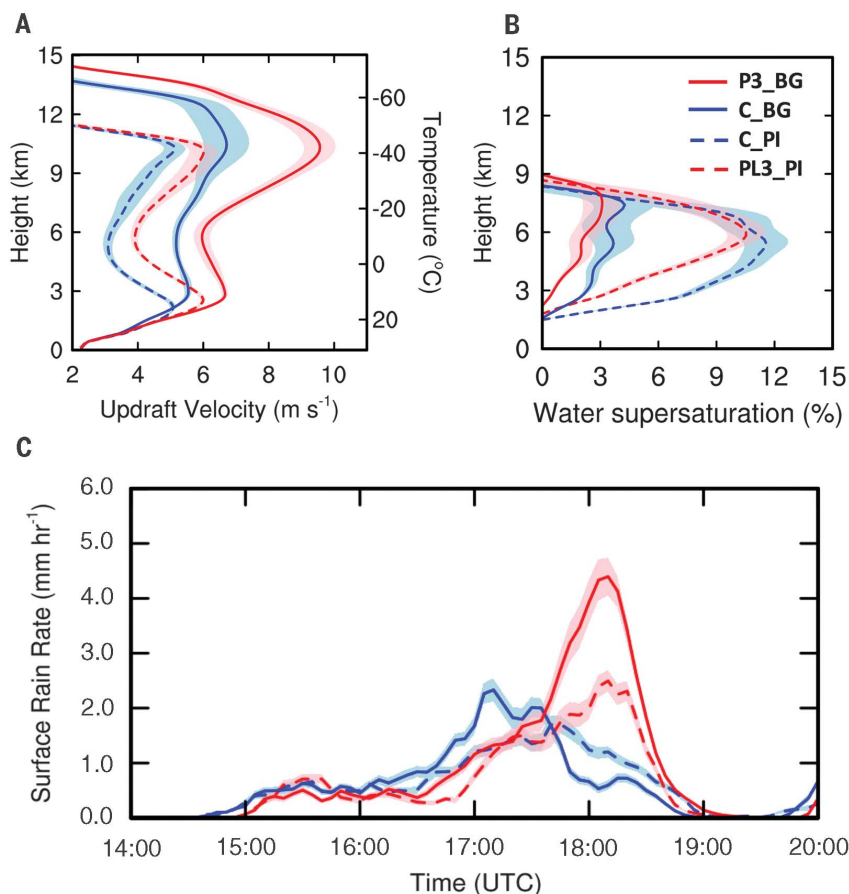 A
15
12
9
6
3
0
Height (km)
2 4 6 8 10
Updraft Velocity (m s⁻¹)
-60
-40
-20
0
20
Temperature (°C)
B
15
12
9
6
3
0
Height (km)
0 3 6 9 12 15
Water supersaturation (%)
P3_BG
C_BG
C_PI
PL3_PI
C
6.0
5.0
4.0
3.0
2.0
1.0
0.0
Surface Rain Rate (mm hr⁻¹)
14:00 15:00 16:00 17:00 18:00 19:00 20:00
Time (UTC)